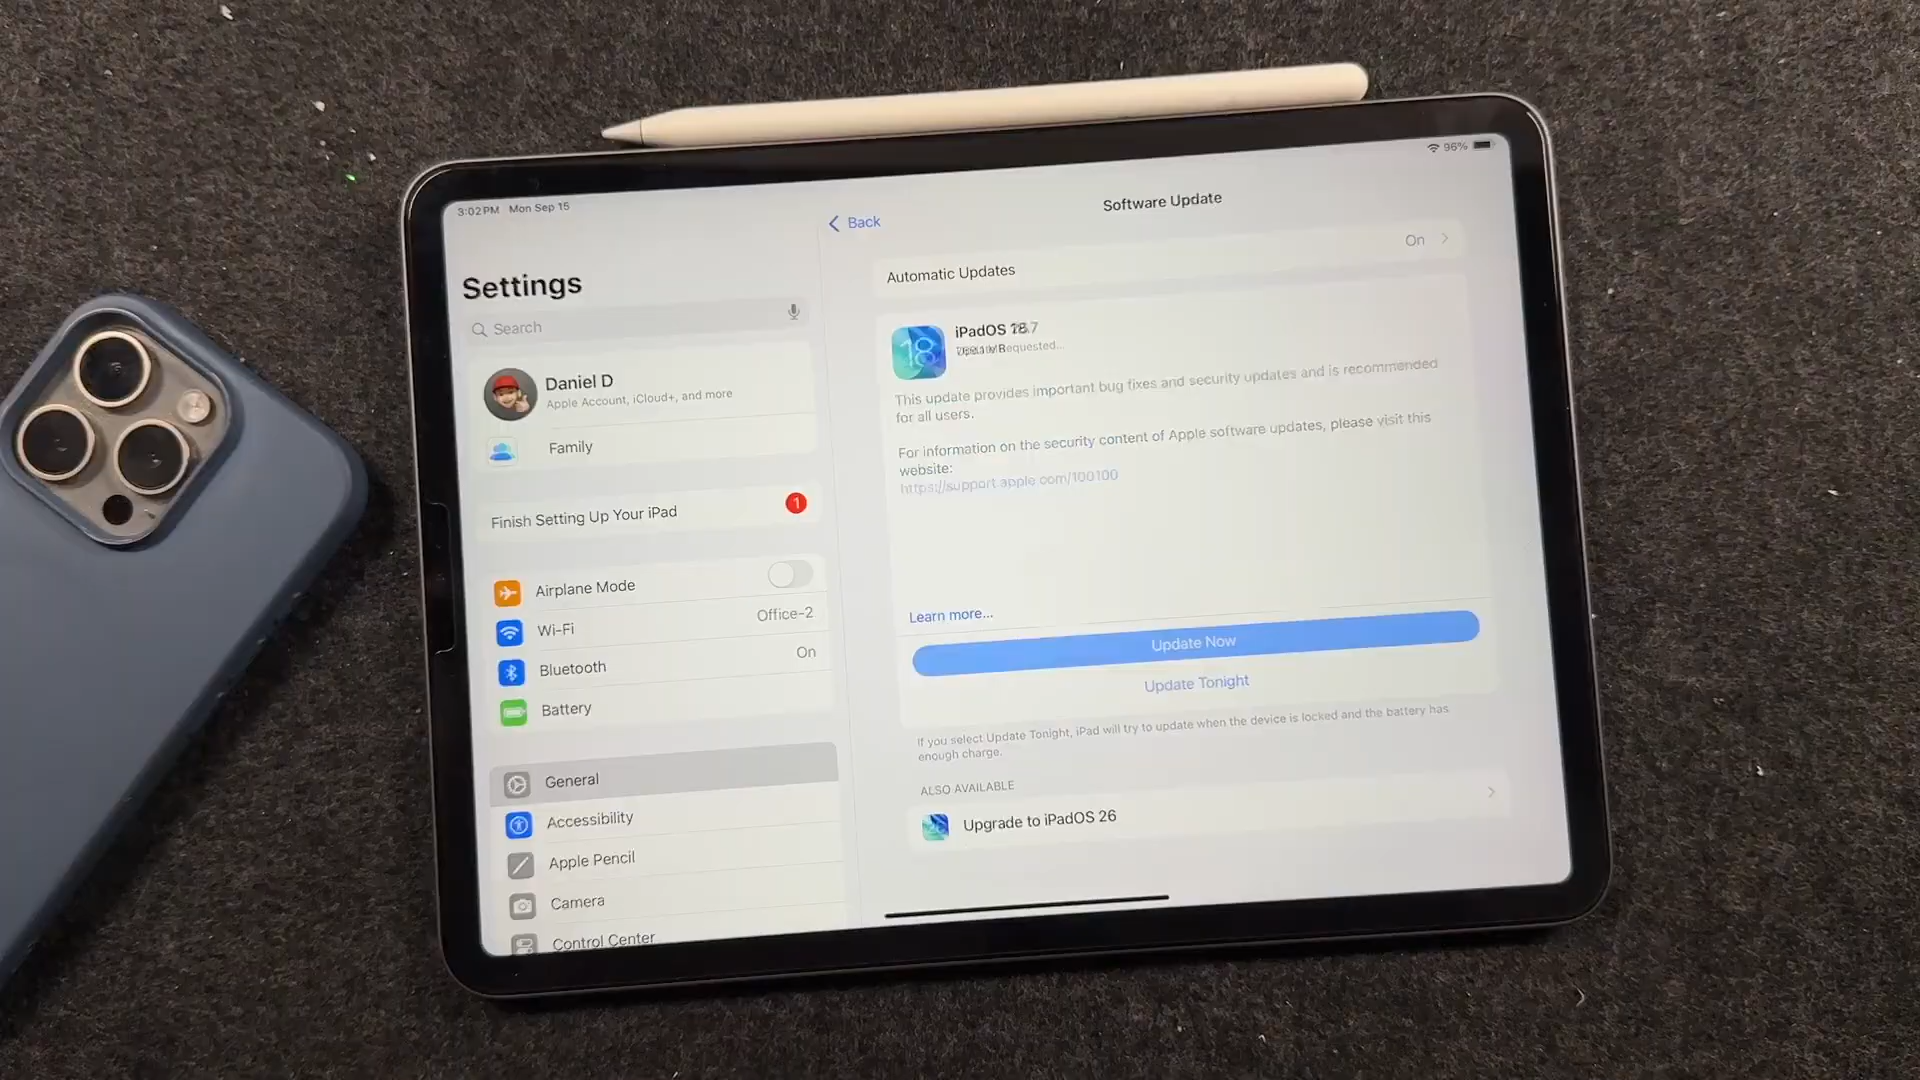 3:02 PM Mon Sep 15
96%
Settings
Search
Daniel D
Apple Account, iCloud+, and more
Family
Finish Setting Up Your iPad
1
Airplane Mode
Wi-Fi
Office-2
Bluetooth
On
Battery
General
Accessibility
Apple Pencil
Camera
Control Center
Back
Software Update
Automatic Updates
On
18
iPadOS
Requested...
This update provides important bug fixes and security updates and is recommended
for all users.
For information on the security content of Apple software updates, please visit this
website:
https://support.apple.com/100100
Learn more...
Update Now
Update Tonight
If you select Update Tonight, iPad will try to update when the device is locked and the battery has
enough charge.
ALSO AVAILABLE
Upgrade to iPadOS 26